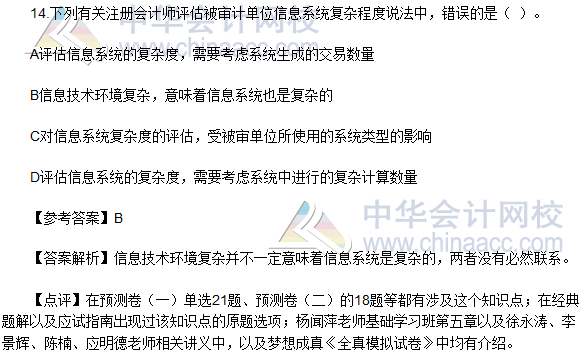 14.下列有关注册会计师评估被审计单位信息系统复杂程度说法中，错误的是（ ）。
A评估信息系统的复杂度，需要考虑系统生成的交易数量
B信息技术环境复杂，意味着信息系统也是复杂的
C对信息系统复杂度的评估，受被审单位所使用的系统类型的影响
D评估信息系统的复杂度，需要考虑系统中进行的复杂计算数量
【参考答案】B
【答案解析】信息技术环境复杂并不一定意味着信息系统是复杂的，两者没有必然联系。
【点评】在预测卷（一）单选21题、预测卷（二）的18题等都有涉及这个知识点；在经典
题解以及应试指南出现过该知识点的原题选项；杨闻萍老师基础学习班第五章以及徐永涛、李
景辉、陈楠、应明德老师相关讲义中，以及梦想成真《全真模拟试卷》中均有介绍。
中华会计网校
www.chinaacc.com
中华会计网校
www.chinaacc.com